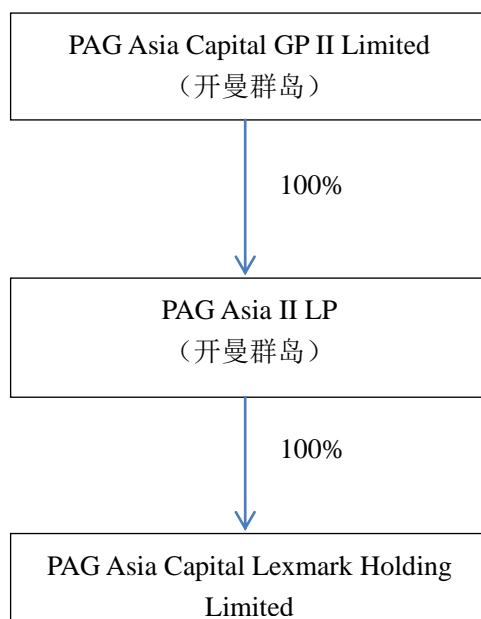 PAG Asia Capital GP II Limited
（开曼群岛）
100%
PAG Asia II LP
（开曼群岛）
100%
PAG Asia Capital Lexmark Holding
Limited